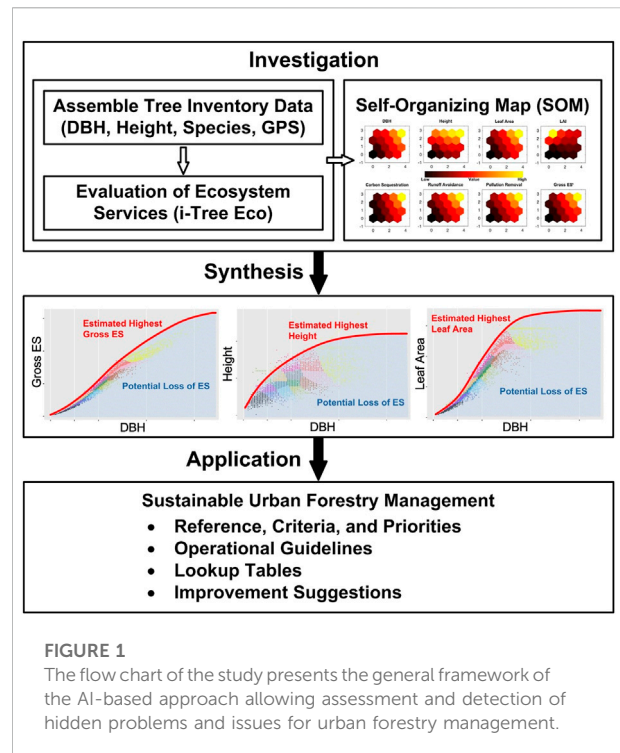 Investigation
Assemble Tree Inventory Data
(DBH, Height, Species, GPS)
Evaluation of Ecosystem
Services (i-Tree Eco)
Self-Organizing Map (SOM)
DBH Height Leaf Area LAI
Low Value High
Carbon Sequestration Runoff Avoidance Pollution Removal Gross ES
Synthesis
Gross ES
Estimated Highest
Gross ES
Potential Loss of ES
DBH
Height
Estimated Highest
Height
Potential Loss of ES
DBH
Leaf Area
Estimated Highest
Leaf Area
Potential Loss of ES
DBH
Application
Sustainable Urban Forestry Management
• Reference, Criteria, and Priorities
• Operational Guidelines
• Lookup Tables
• Improvement Suggestions
FIGURE 1
The flow chart of the study presents the general framework of
the AI-based approach allowing assessment and detection of
hidden problems and issues for urban forestry management.